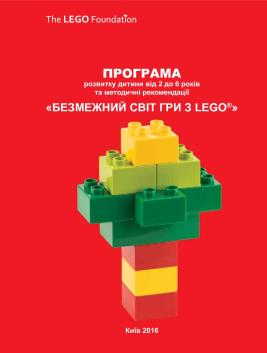 The LEGO Foundation
ПРОГРАМА
розвитку дитини від 2 до 6 років
та методичні рекомендації
«БЕЗМЕЖНИЙ СВІТ ГРИ З LEGO®»
Київ 2016